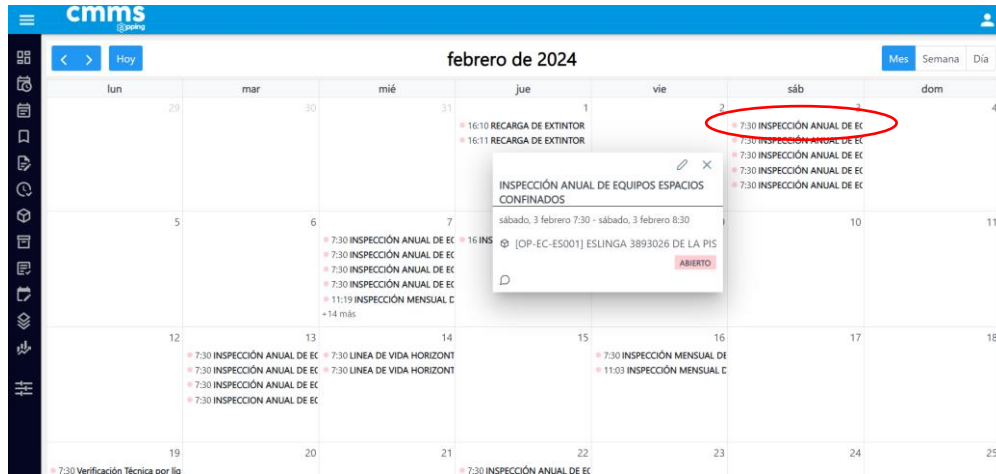 cmms
epping
Hoy
febrero de 2024
Mes Semana Día
lun mar mié jue vie sáb dom
29 30 31 1 2 3 4
16:10 RECARGA DE EXTINTOR
16:11 RECARGA DE EXTINTOR
7:30 INSPECCIÓN ANUAL DE EC
7:30 INSPECCIÓN ANUAL DE EC
7:30 INSPECCIÓN ANUAL DE EC
7:30 INSPECCIÓN ANUAL DE EC
7:30 INSPECCIÓN ANUAL DE EC
INSPECCIÓN ANUAL DE EQUIPOS ESPACIOS
CONFINADOS
sábado, 3 febrero 7:30 - sábado, 3 febrero 8:30
[OP-EC-ES001] ESLINGA 3893026 DE LA PIS
ABIERTO
5 6 7 10 11
7:30 INSPECCIÓN ANUAL DE EC
7:30 INSPECCIÓN ANUAL DE EC
7:30 INSPECCIÓN ANUAL DE EC
7:30 INSPECCIÓN ANUAL DE EC
11:19 INSPECCIÓN MENSUAL D
+14 más
16 INS
12 13 14 15 16 17 18
7:30 INSPECCIÓN ANUAL DE EC
7:30 INSPECCIÓN ANUAL DE EC
7:30 INSPECCIÓN ANUAL DE EC
7:30 INSPECCION ANUAL DE EC
7:30 LINEA DE VIDA HORIZONT
7:30 LINEA DE VIDA HORIZONT
7:30 INSPECCIÓN MENSUAL DE
11:03 INSPECCIÓN MENSUAL D
19 20 21 22 23 24 25
7:30 Verificación Técnica por líq
7:30 INSPECCIÓN ANUAL DE EC